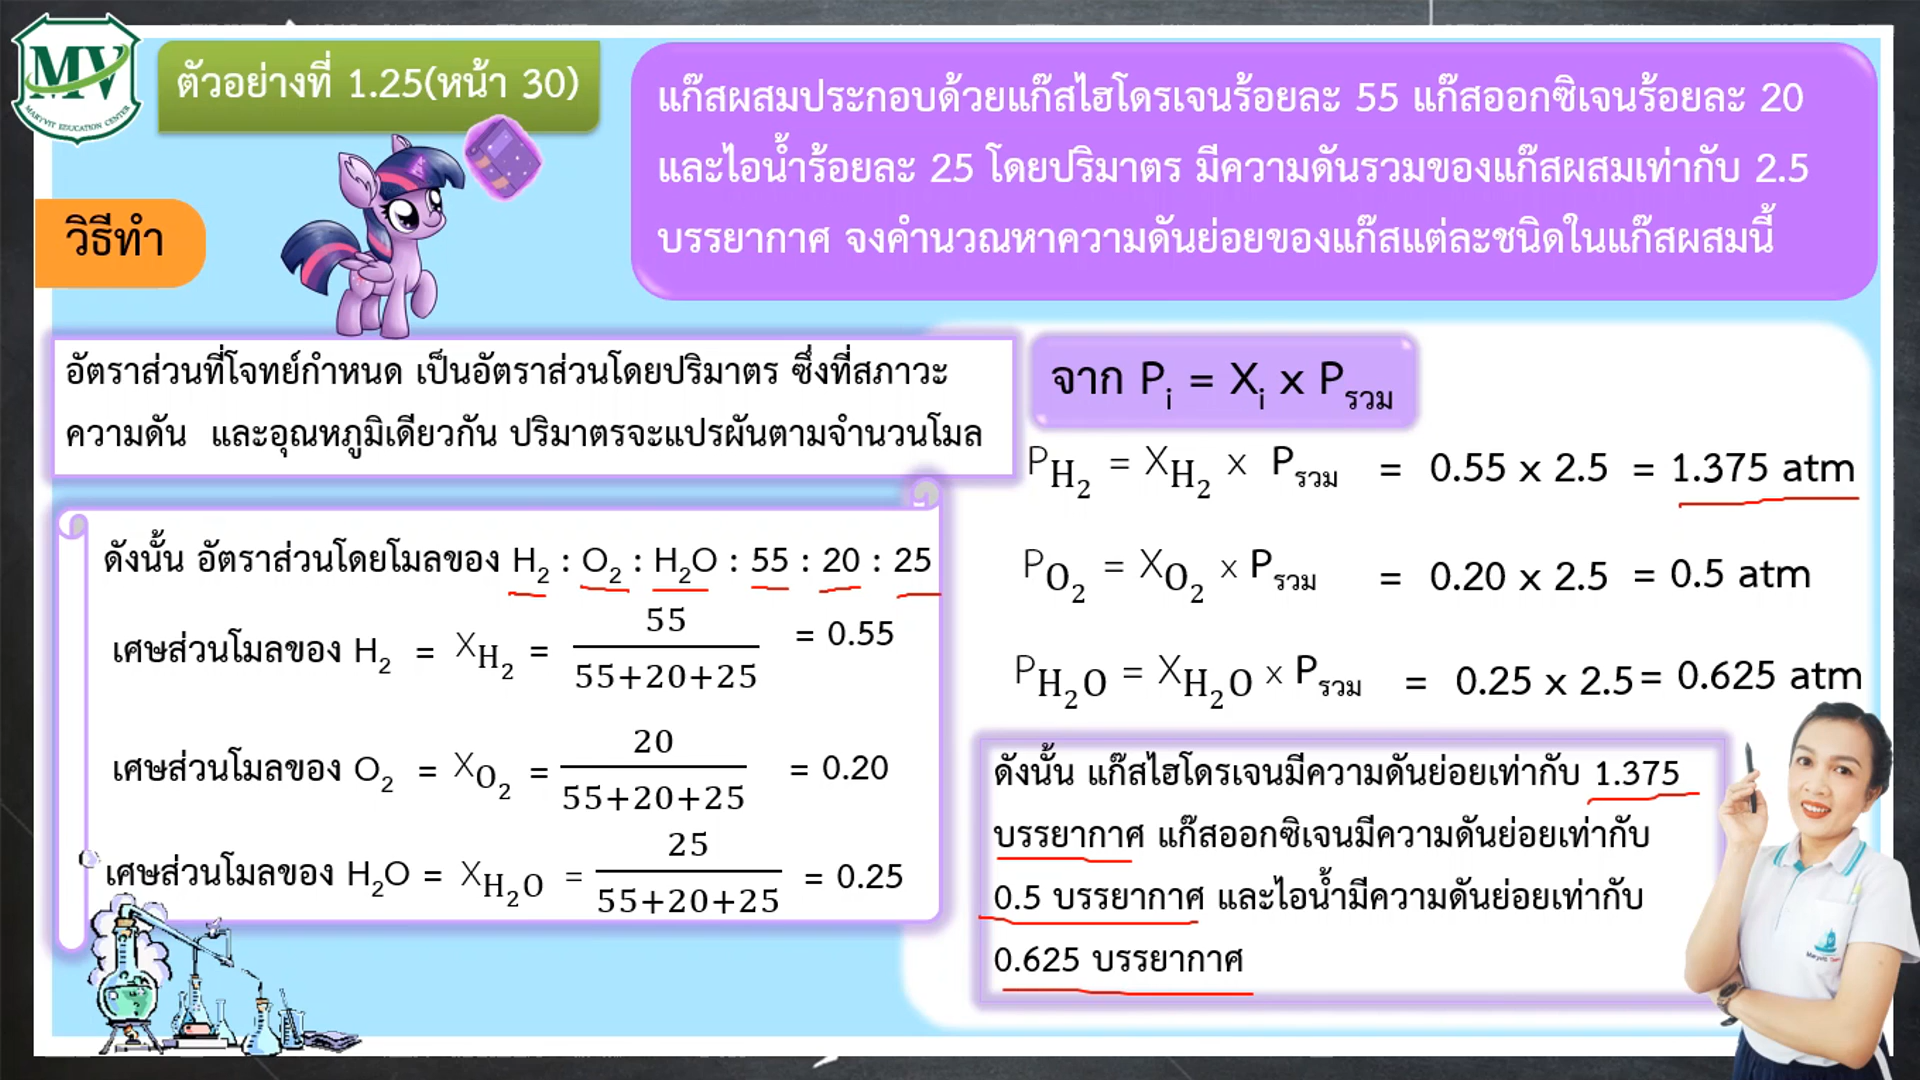 MV
MARYVIT EDUCATION CENTER
ตัวอย่างที่ 1.25(หน้า 30)
แก๊สผสมประกอบด้วยแก๊สไฮโดรเจนร้อยละ 55 แก๊สออกซิเจนร้อยละ 20
และไอน้ำร้อยละ 25 โดยปริมาตร มีความดันรวมของแก๊สผสมเท่ากับ 2.5
บรรยากาศ จงคำนวณหาความดันย่อยของแก๊สแต่ละชนิดในแก๊สผสมนี้
วิธีทำ
อัตราส่วนที่โจทย์กำหนด เป็นอัตราส่วนโดยปริมาตร ซึ่งที่สภาวะ
ความดัน และอุณหภูมิเดียวกัน ปริมาตรจะแปรผันตามจำนวนโมล
ดังนั้น อัตราส่วนโดยโมลของ H₂ : O₂ : H₂O : 55 : 20 : 25
เศษส่วนโมลของ H₂ = X_H₂ = 55/(55+20+25) = 0.55
เศษส่วนโมลของ O₂ = X_O₂ = 20/(55+20+25) = 0.20
เศษส่วนโมลของ H₂O = X_H₂O = 25/(55+20+25) = 0.25
จาก Pᵢ = Xᵢ x Pรวม
P_H₂ = X_H₂ x Pรวม = 0.55 x 2.5 = 1.375 atm
P_O₂ = X_O₂ x Pรวม = 0.20 x 2.5 = 0.5 atm
P_H₂O = X_H₂O x Pรวม = 0.25 x 2.5 = 0.625 atm
ดังนั้น แก๊สไฮโดรเจนมีความดันย่อยเท่ากับ 1.375
บรรยากาศ แก๊สออกซิเจนมีความดันย่อยเท่ากับ
0.5 บรรยากาศ และไอน้ำมีความดันย่อยเท่ากับ
0.625 บรรยากาศ